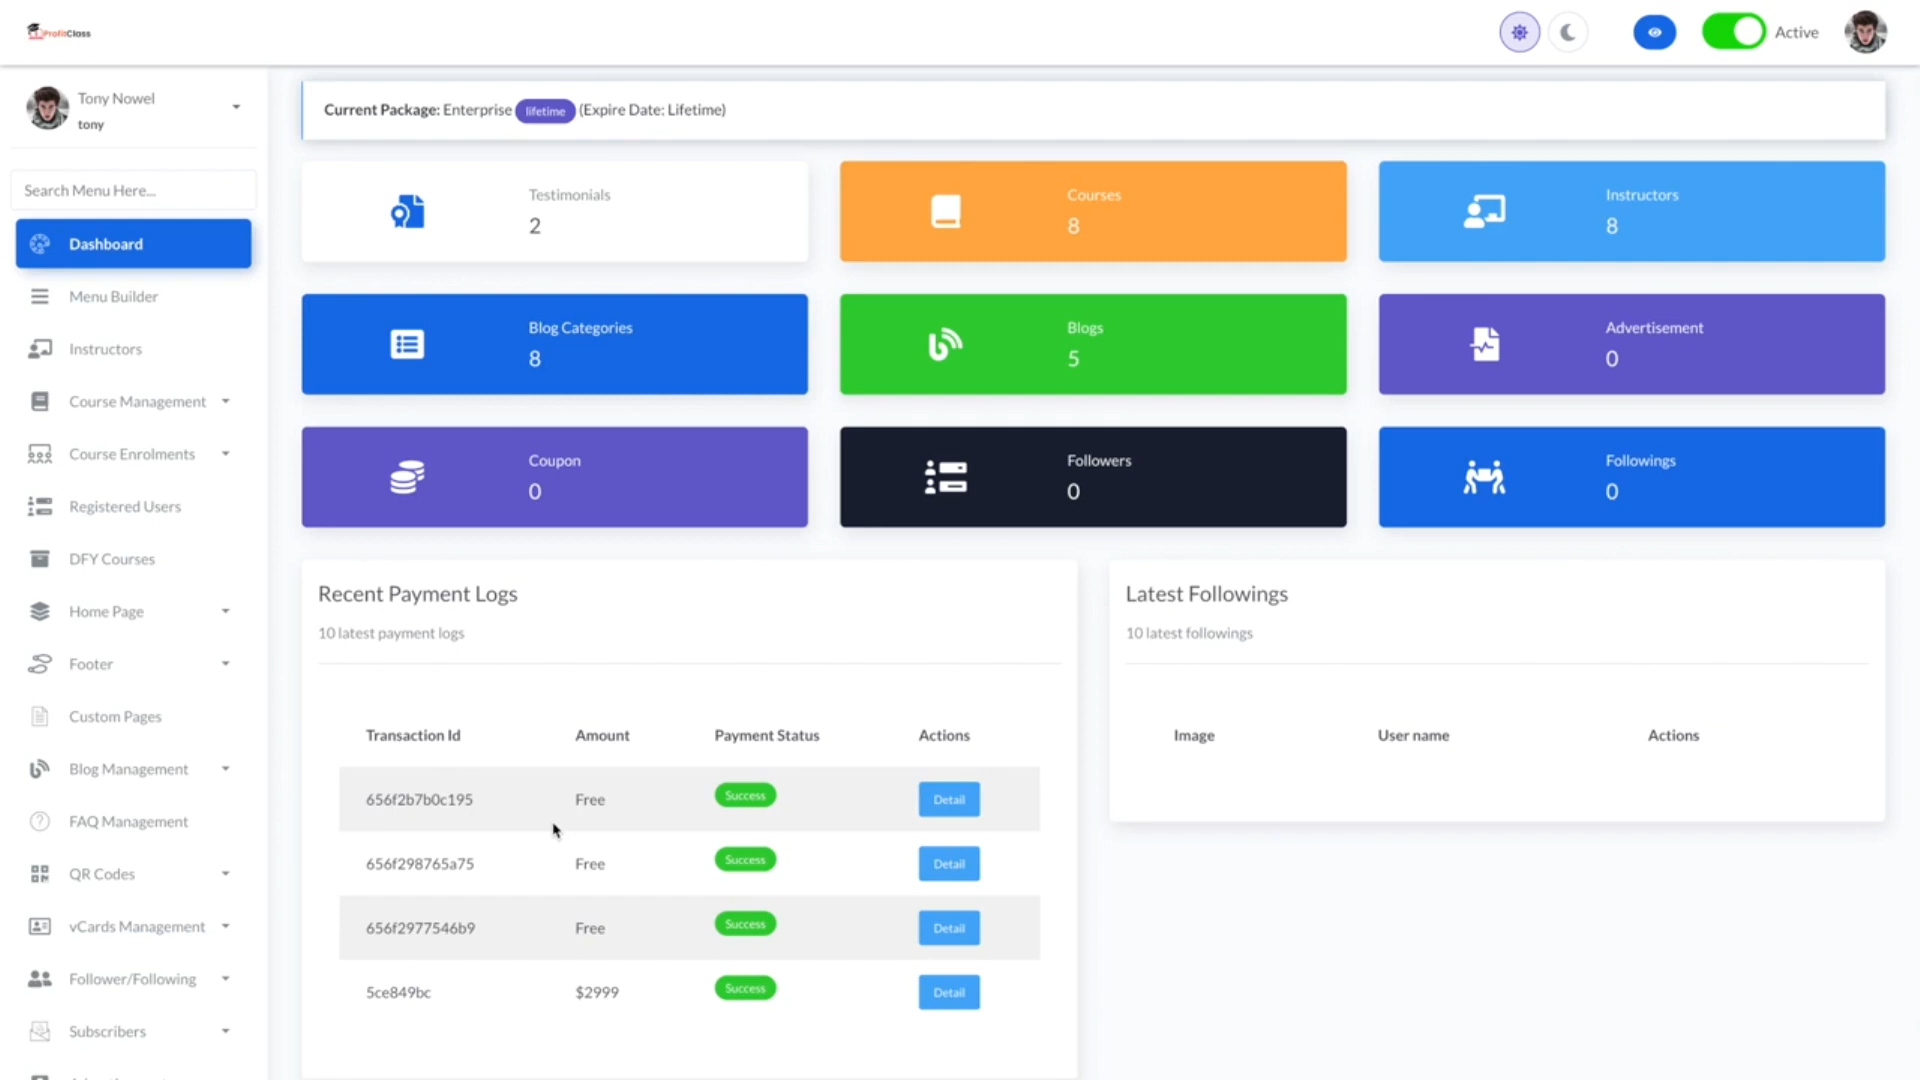 ProfitClass
Active
Tony Nowel
tony
Search Menu Here...
Dashboard
Menu Builder
Instructors
Course Management
Course Enrolments
Registered Users
DFY Courses
Home Page
Footer
Custom Pages
Blog Management
FAQ Management
QR Codes
vCards Management
Follower/Following
Subscribers
Current Package: Enterprise lifetime (Expire Date: Lifetime)
Testimonials
2
Courses
8
Instructors
8
Blog Categories
8
Blogs
5
Advertisement
0
Coupon
0
Followers
0
Followings
0
Recent Payment Logs
10 latest payment logs
Transaction Id Amount Payment Status Actions
656f2b7b0c195 Free Success Detail
656f298765a75 Free Success Detail
656f2977546b9 Free Success Detail
5ce849bc $2999 Success Detail
Latest Followings
10 latest followings
Image User name Actions